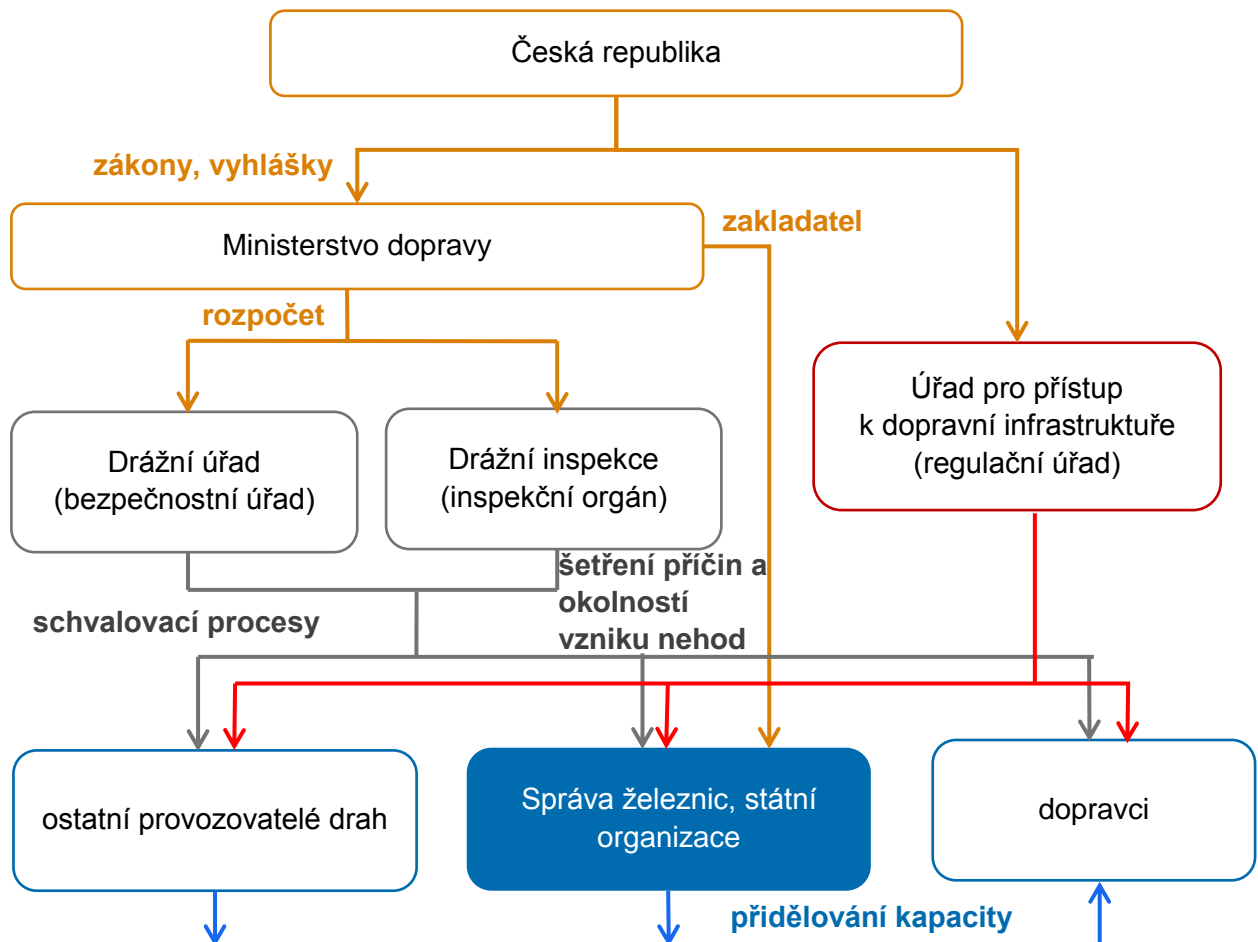 Česká republika
zákony, vyhlášky
Ministerstvo dopravy
zakladatel
rozpočet
Drážní úřad
(bezpečnostní úřad)
Drážní inspekce
(inspekční orgán)
Úřad pro přístup
k dopravní infrastruktuře
(regulační úřad)
schvalovací procesy
šetření příčin a
okolností
vzniku nehod
ostatní provozovatelé drah
Správa železnic, státní
organizace
dopravci
přidělování kapacity